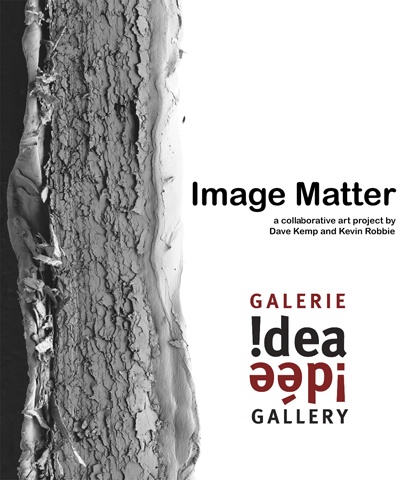 Image Matter
a collaborative art project by
Dave Kemp and Kevin Robbie
GALERIE
!dea
idée
GALLERY